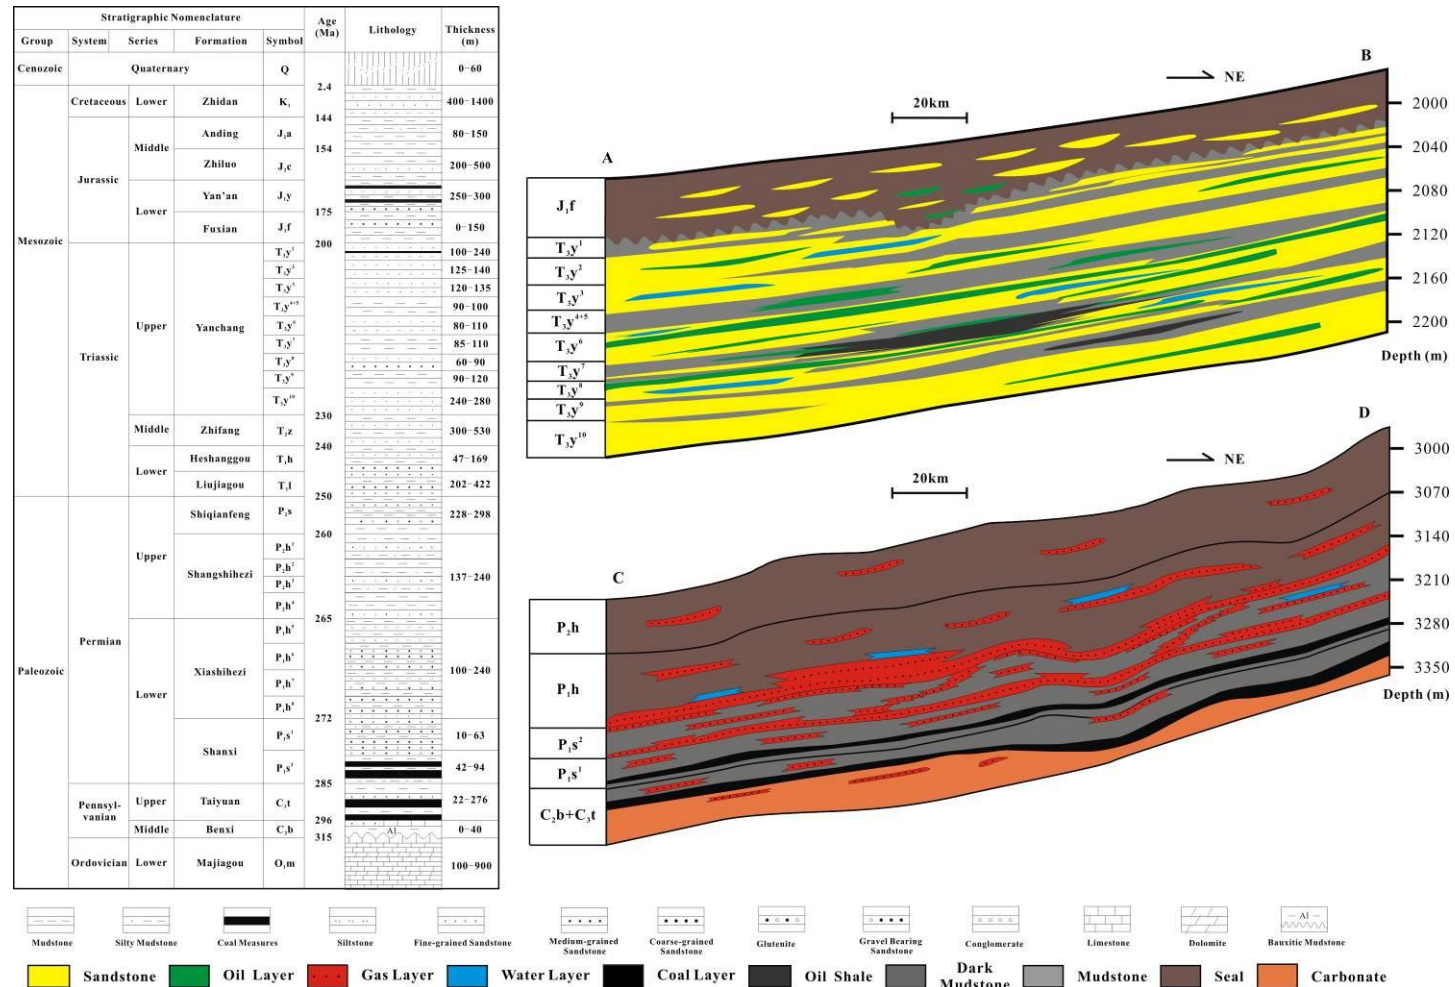 Stratigraphic Nomenclature
Age (Ma)
Lithology
Thickness (m)
Group System Series Formation Symbol
Cenozoic Quaternary Q 0-60
2.4
Cretaceous Lower Zhidan K₁ 400-1400
144
Anding J₂a 80-150
Middle
154
Zhiluo 200-500
Jurassic
Yan'an J₁y 250-300
Lower
175
Fuxian J₁f 0-150
Mesozoic
200
T₃y¹ 100-240
T₃y² 125-140
T₃y³ 120-135
T₃y⁴⁺⁵ 90-100
Upper Yanchang T₃y⁶ 80-110
T₃y⁷ 85-110
Triassic
T₃y⁸ 60-90
T₃y⁹ 90-120
T₃y¹⁰ 240-280
230
Middle Zhifang 300-530
240
Heshanggou T₁h 47-169
Lower
Liujiagou T₁l 202-422
250
Shiqianfeng 228-298
260
Upper
P₂h¹
P₂h²
Shangshihezi 137-240
P₂h³
P₂h⁴
265
Permian
P₁h⁵
P₁h⁶
Paleozoic Lower Xiashihezi 100-240
P₁h⁷
P₁h⁸
272
P₁s¹ 10-63
Shanxi
P₁s² 42-94
285
Pennsyl-
vanian
Upper Taiyuan C₃t 22-276
296
Middle Benxi C₂b Al 0-40
315
Ordovician Lower Majiagou O₁m 100-900
B
NE
20km
A
2000
2040
2080
2120
2160
2200
Depth (m)
J₁f
T₃y¹
T₃y²
T₃y³
T₃y⁴⁺⁵
T₃y⁶
T₃y⁷
T₃y⁸
T₃y⁹
T₃y¹⁰
D
NE
20km
C
3000
3070
3140
3210
3280
3350
Depth (m)
P₂h
P₁h
P₁s²
P₁s¹
C₂b+C₃t
Al
Mudstone
Silty Mudstone
Coal Measures
Siltstone
Fine-grained Sandstone
Medium-grained
Sandstone
Coarse-grained
Sandstone
Glutenite
Gravel Bearing
Sandstone
Conglomerate
Limestone
Dolomite
Bauxitic Mudstone
Sandstone
Oil Layer
Gas Layer
Water Layer
Coal Layer
Oil Shale
Dark
Mudstone
Mudstone
Seal
Carbonate